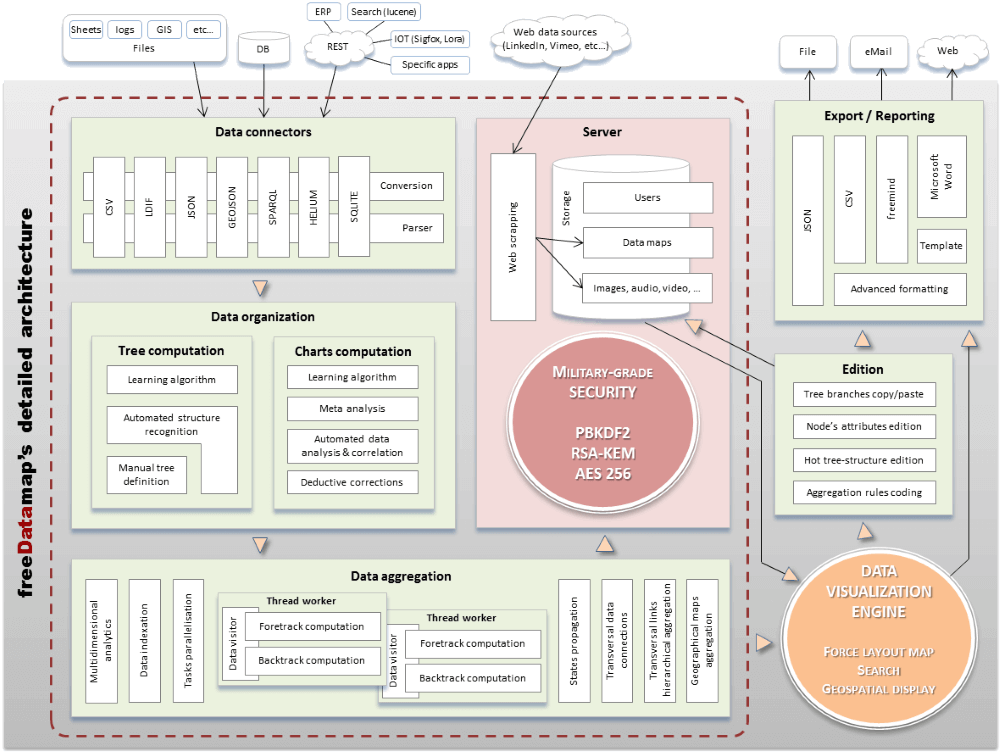 Sheets
logs
GIS
etc...
Files
DB
ERP
Search (lucene)
REST
IOT (Sigfox, Lora)
Specific apps
Web data sources
(LinkedIn, Vimeo, etc...)
File
eMail
Web
freeDatamap's detailed architecture
Data connectors
CSV
LDIF
JSON
GEOJSON
SPARQL
HELIUM
SQLITE
Conversion
Parser
Data organization
Tree computation
Learning algorithm
Automated structure
recognition
Manual tree
definition
Charts computation
Learning algorithm
Meta analysis
Automated data
analysis & correlation
Deductive corrections
Server
Web scrapping
Storage
Users
Data maps
Images, audio, video, ...
MILITARY-GRADE
SECURITY
PBKDF2
RSA-KEM
AES 256
Export / Reporting
JSON
CSV
freemind
Microsoft
Word
Template
Advanced formatting
Edition
Tree branches copy/paste
Node's attributes edition
Hot tree-structure edition
Aggregation rules coding
Data aggregation
Multidimensional
analytics
Data indexation
Tasks parallelisation
Thread worker
Data visitor
Foretrack computation
Backtrack computation
Thread worker
Data visitor
Foretrack computation
Backtrack computation
States propagation
Transversal data
connections
Transversal links
hierarchical aggregation
Geographical maps
aggregation
DATA
VISUALIZATION
ENGINE
FORCE LAYOUT MAP
SEARCH
GEOSPATIAL DISPLAY